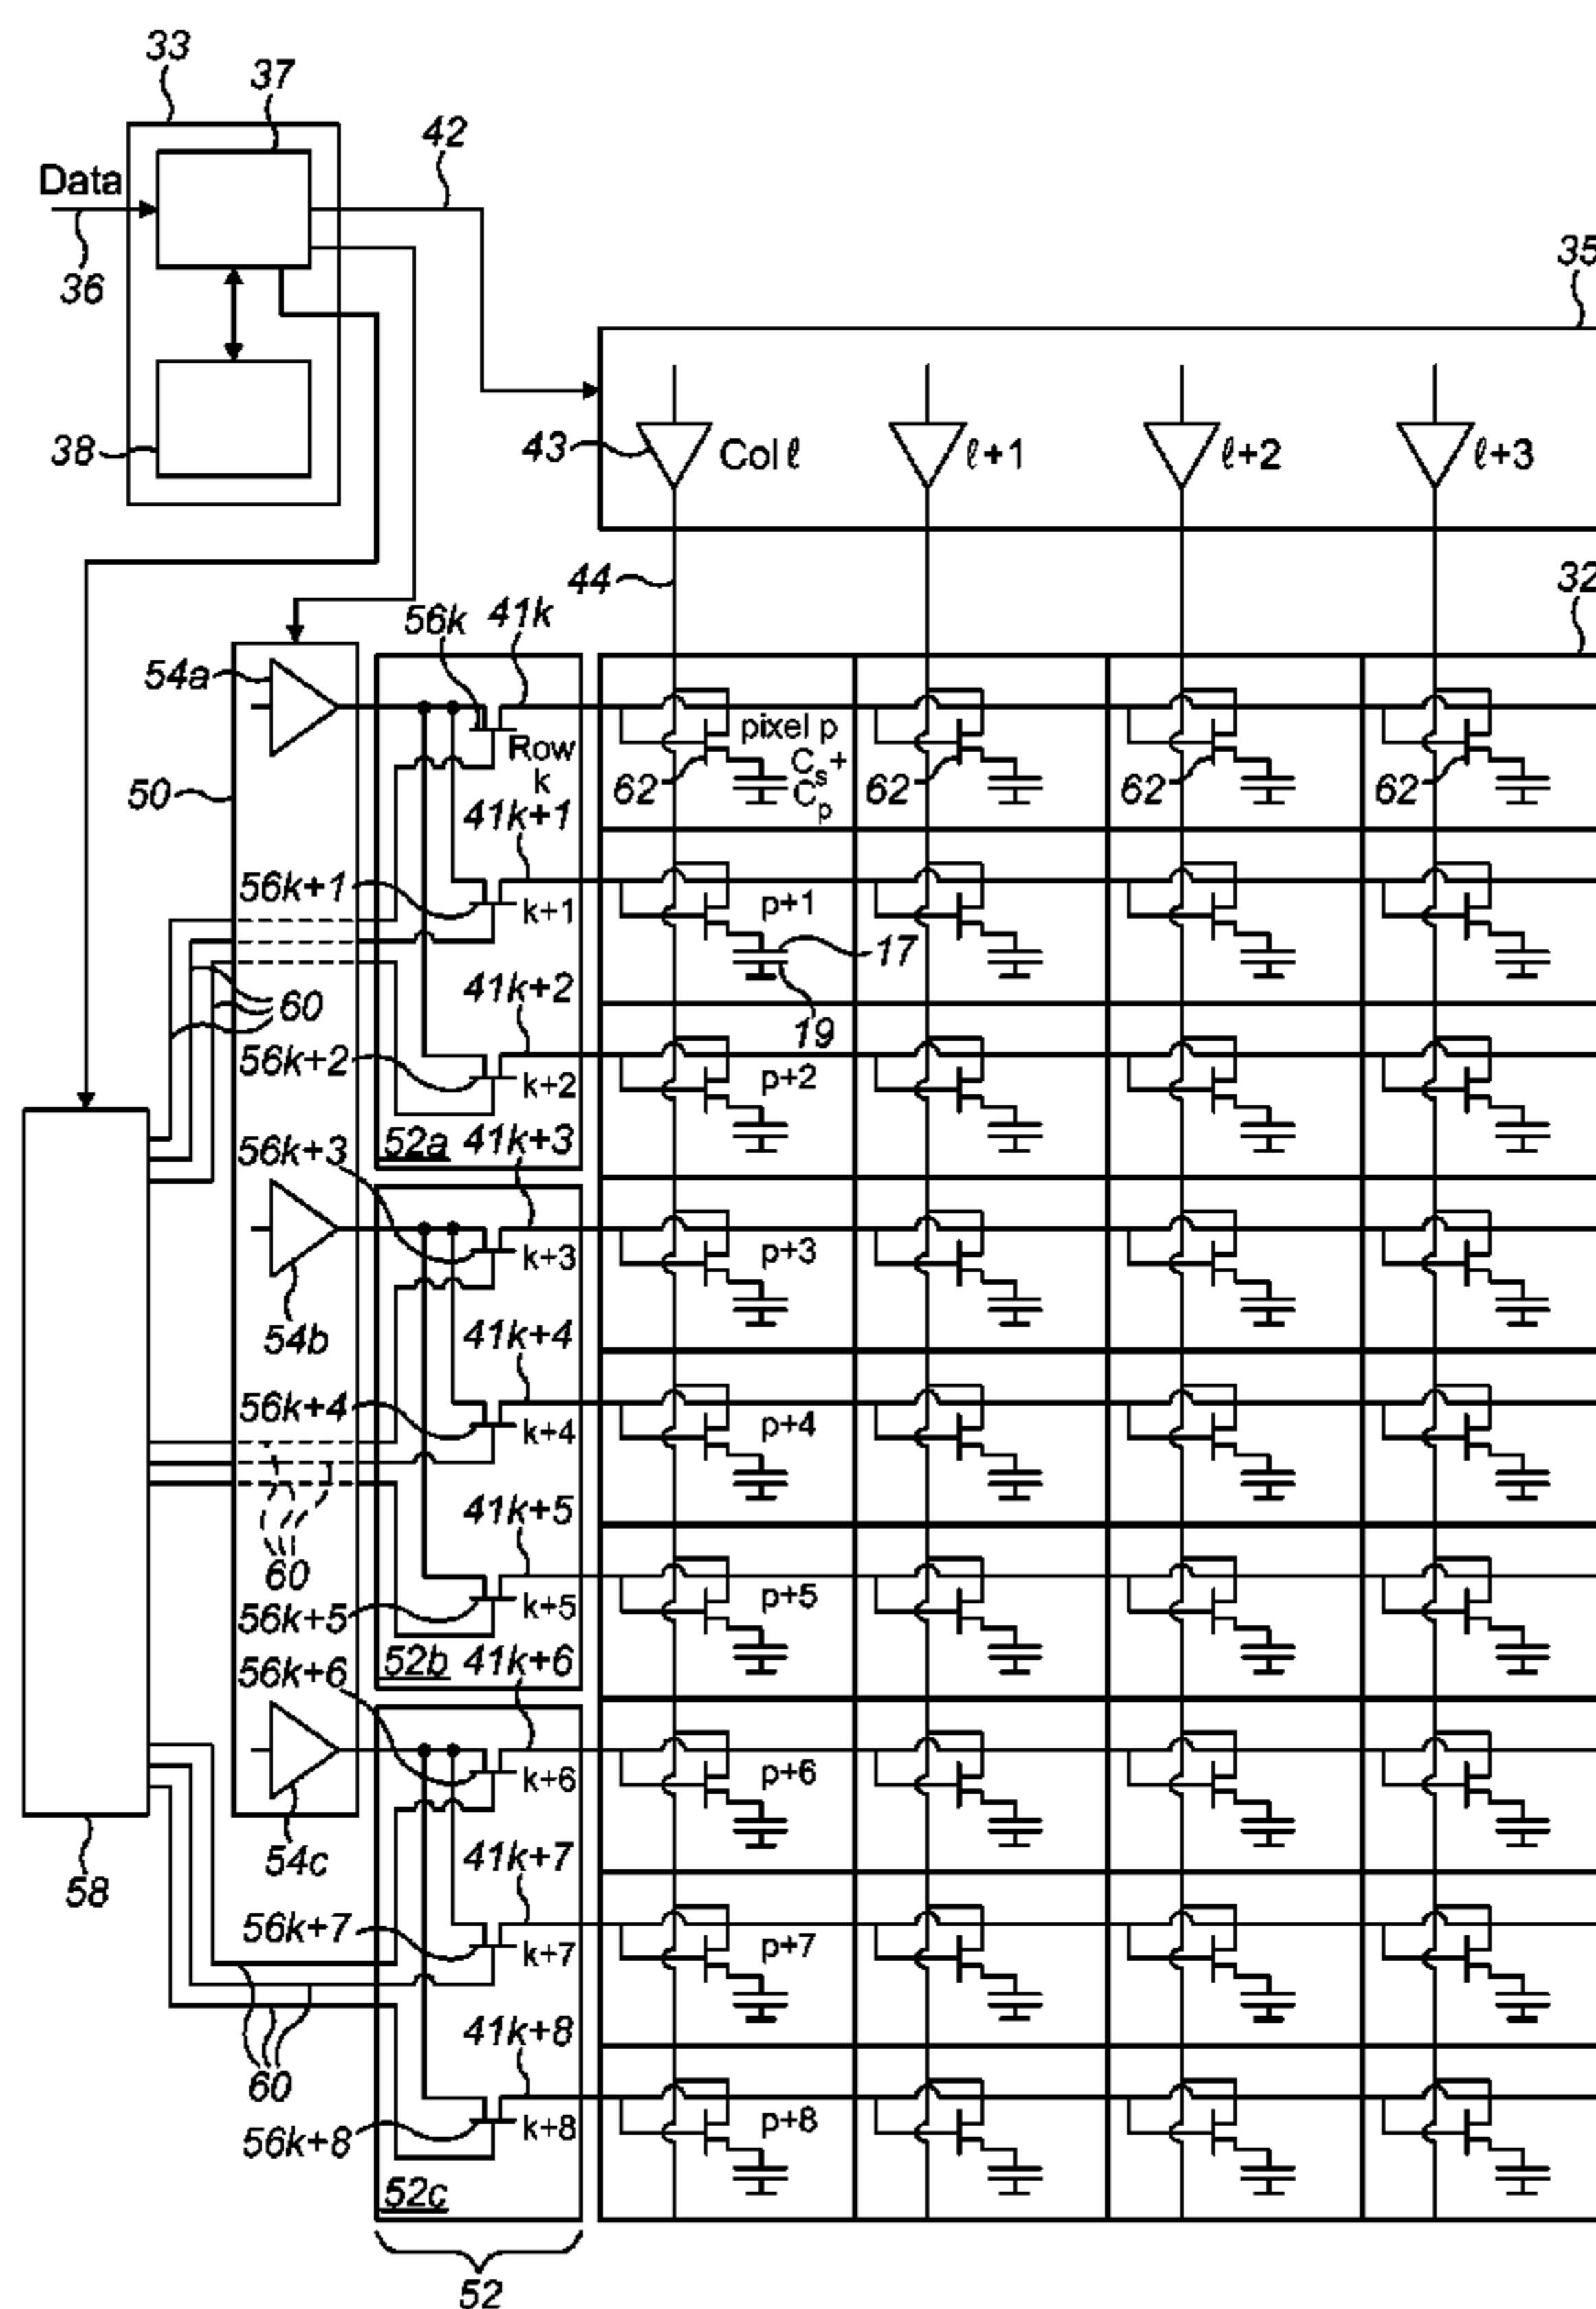 33
37
42
Data
36
35
38
43
Col ℓ
ℓ+1
ℓ+2
ℓ+3
44
32
56k
41k
54a
pixel p
Row
k
Cs +
Cp
62
62
62
62
50
41k+1
56k+1
k+1
p+1
17
41k+2
60
19
56k+2
k+2
p+2
52a
41k+3
56k+3
k+3
p+3
54b
41k+4
56k+4
k+4
p+4
41k+5
60
56k+5
k+5
p+5
52b
41k+6
56k+6
k+6
p+6
54c
58
41k+7
56k+7
k+7
p+7
41k+8
60
56k+8
k+8
p+8
52c
52